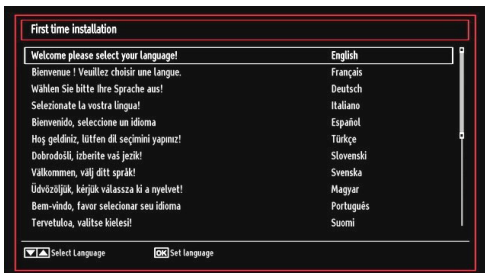 First time installation
Welcome please select your language! English
Bienvenue ! Veuillez choisir une langue. Français
Wählen Sie bitte Ihre Sprache aus! Deutsch
Selezionate la vostra lingua! Italiano
Bienvenido, seleccione un idioma Español
Hoş geldiniz, lütfen dil seçimini yapınız! Türkçe
Dobrodošli, izberite vaš jezik! Slovenski
Välkommen, välj ditt språk! Svenska
Üdvözöljük, kérjük válassza ki a nyelvet! Magyar
Bem-vindo, favor selecionar seu idioma Português
Tervetuloa, valitse kielesi! Suomi
Select Language OK Set language